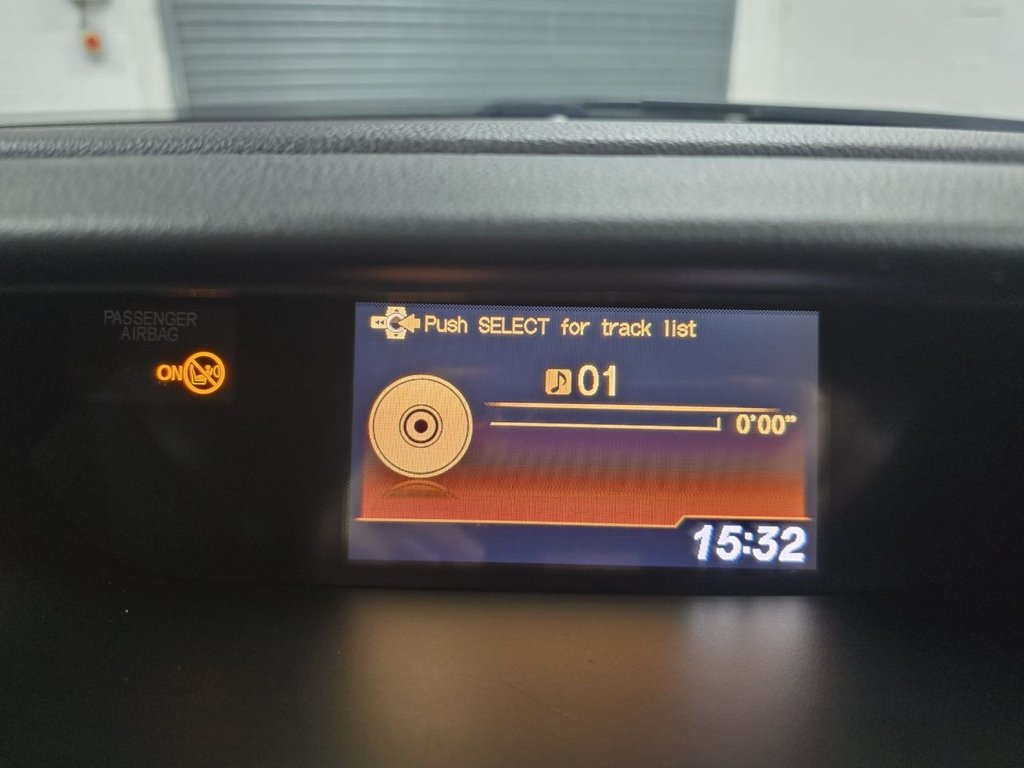 PASSENGER
AIRBAG
ON
Push SELECT for track list
01
0'00"
15:32